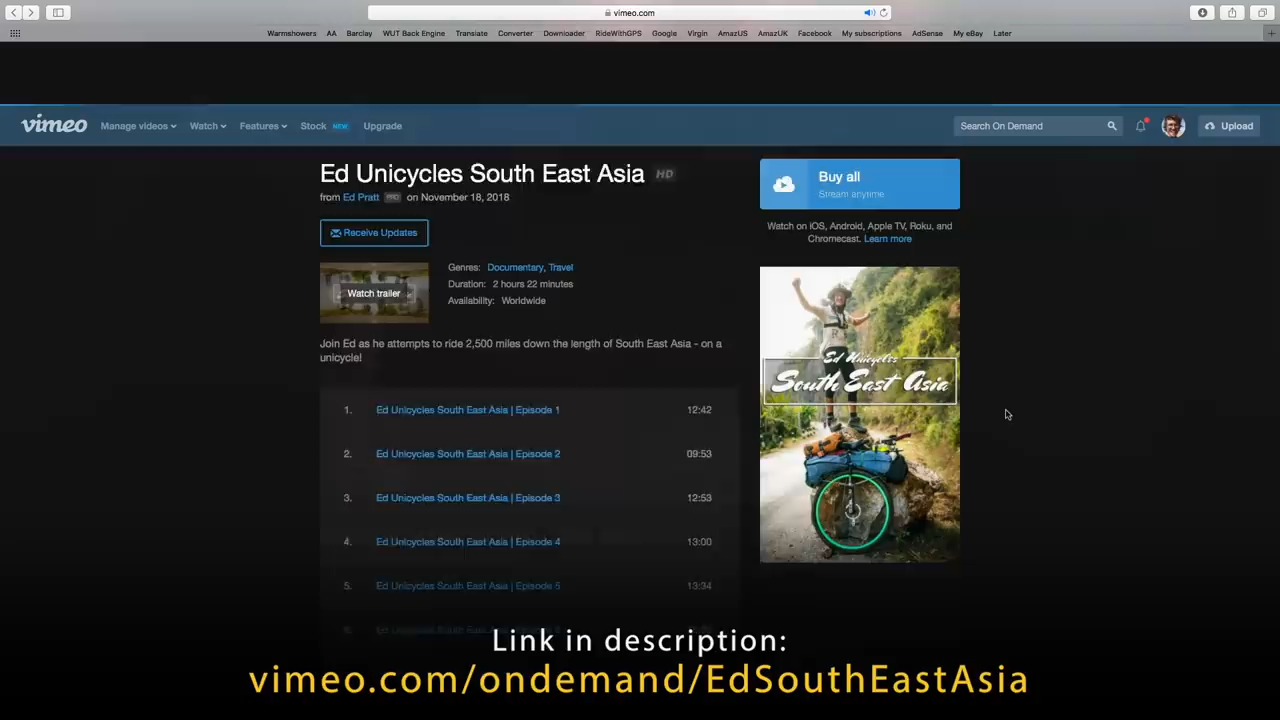 vimeo.com
Warmshowers AA Barclay WUT Back Engine Translate Converter Downloader RideWithGPS Google Virgin AmazUS AmazUK Facebook My subscriptions AdSense My eBay Later
vimeo Manage videos Watch Features Stock NEW Upgrade Search On Demand Upload
Ed Unicycles South East Asia HD
from Ed Pratt PRO on November 18, 2018
Receive Updates
Watch trailer
Genres: Documentary, Travel
Duration: 2 hours 22 minutes
Availability: Worldwide
Join Ed as he attempts to ride 2,500 miles down the length of South East Asia - on a
unicycle!
1. Ed Unicycles South East Asia | Episode 1 12:42
2. Ed Unicycles South East Asia | Episode 2 09:53
3. Ed Unicycles South East Asia | Episode 3 12:53
4. Ed Unicycles South East Asia | Episode 4 13:00
5. Ed Unicycles South East Asia | Episode 5 13:34
Buy all
Stream anytime
Watch on iOS, Android, Apple TV, Roku, and
Chromecast. Learn more
Ed Unicycles
South East Asia
Link in description:
vimeo.com/ondemand/EdSouthEastAsia